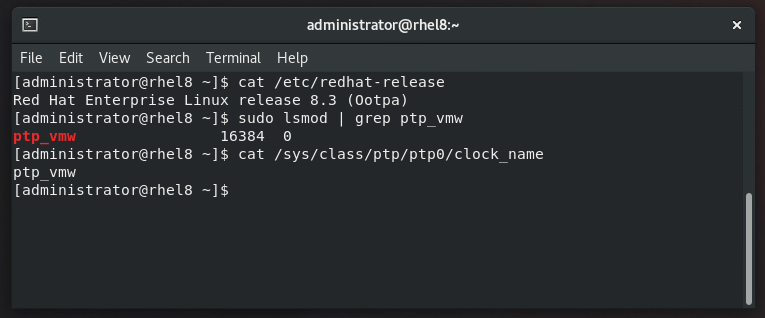 administrator@rhel8:~
File Edit View Search Terminal Help
[administrator@rhel8 ~]$ cat /etc/redhat-release
Red Hat Enterprise Linux release 8.3 (Ootpa)
[administrator@rhel8 ~]$ sudo lsmod | grep ptp_vmw
ptp_vmw                16384  0
[administrator@rhel8 ~]$ cat /sys/class/ptp/ptp0/clock_name
ptp_vmw
[administrator@rhel8 ~]$